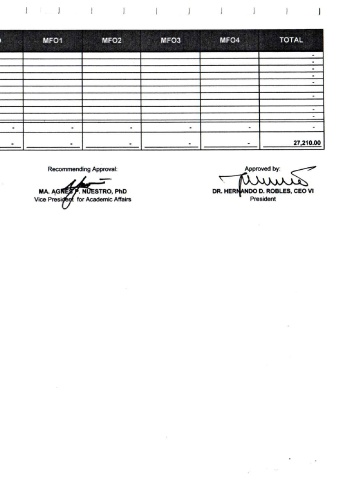 MFO1 MFO2 MFO3 MFO4 TOTAL
-
-
-
-
-
-
- - - - - -
- - - - - 27,210.00
Recommending Approval: Approved by:
MA. AGNES P. NUESTRO, PhD DR. HERNANDO D. ROBLES, CEO VI
Vice President for Academic Affairs President